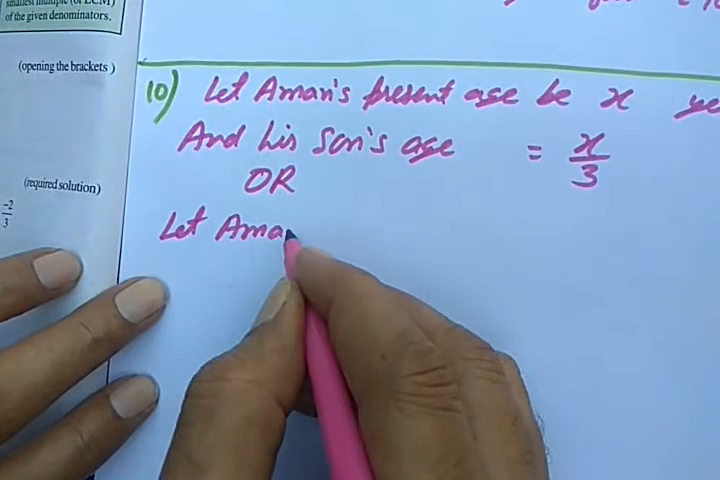 smallest multiple (or LCM)
of the given denominators.
(opening the brackets )
(required solution)
-2
3
10) Let Aman's present age be x
And his Son's age = x/3
OR
Let Ama